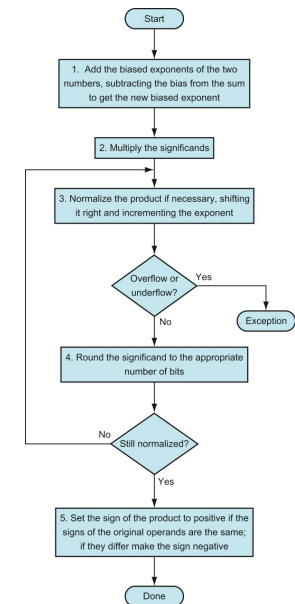 Start
1. Add the biased exponents of the two
numbers, subtracting the bias from the sum
to get the new biased exponent
2. Multiply the significands
3. Normalize the product if necessary, shifting
it right and incrementing the exponent
Overflow or
underflow?
Yes
No
Exception
4. Round the significand to the appropriate
number of bits
No
Still normalized?
Yes
5. Set the sign of the product to positive if the
signs of the original operands are the same;
if they differ make the sign negative
Done